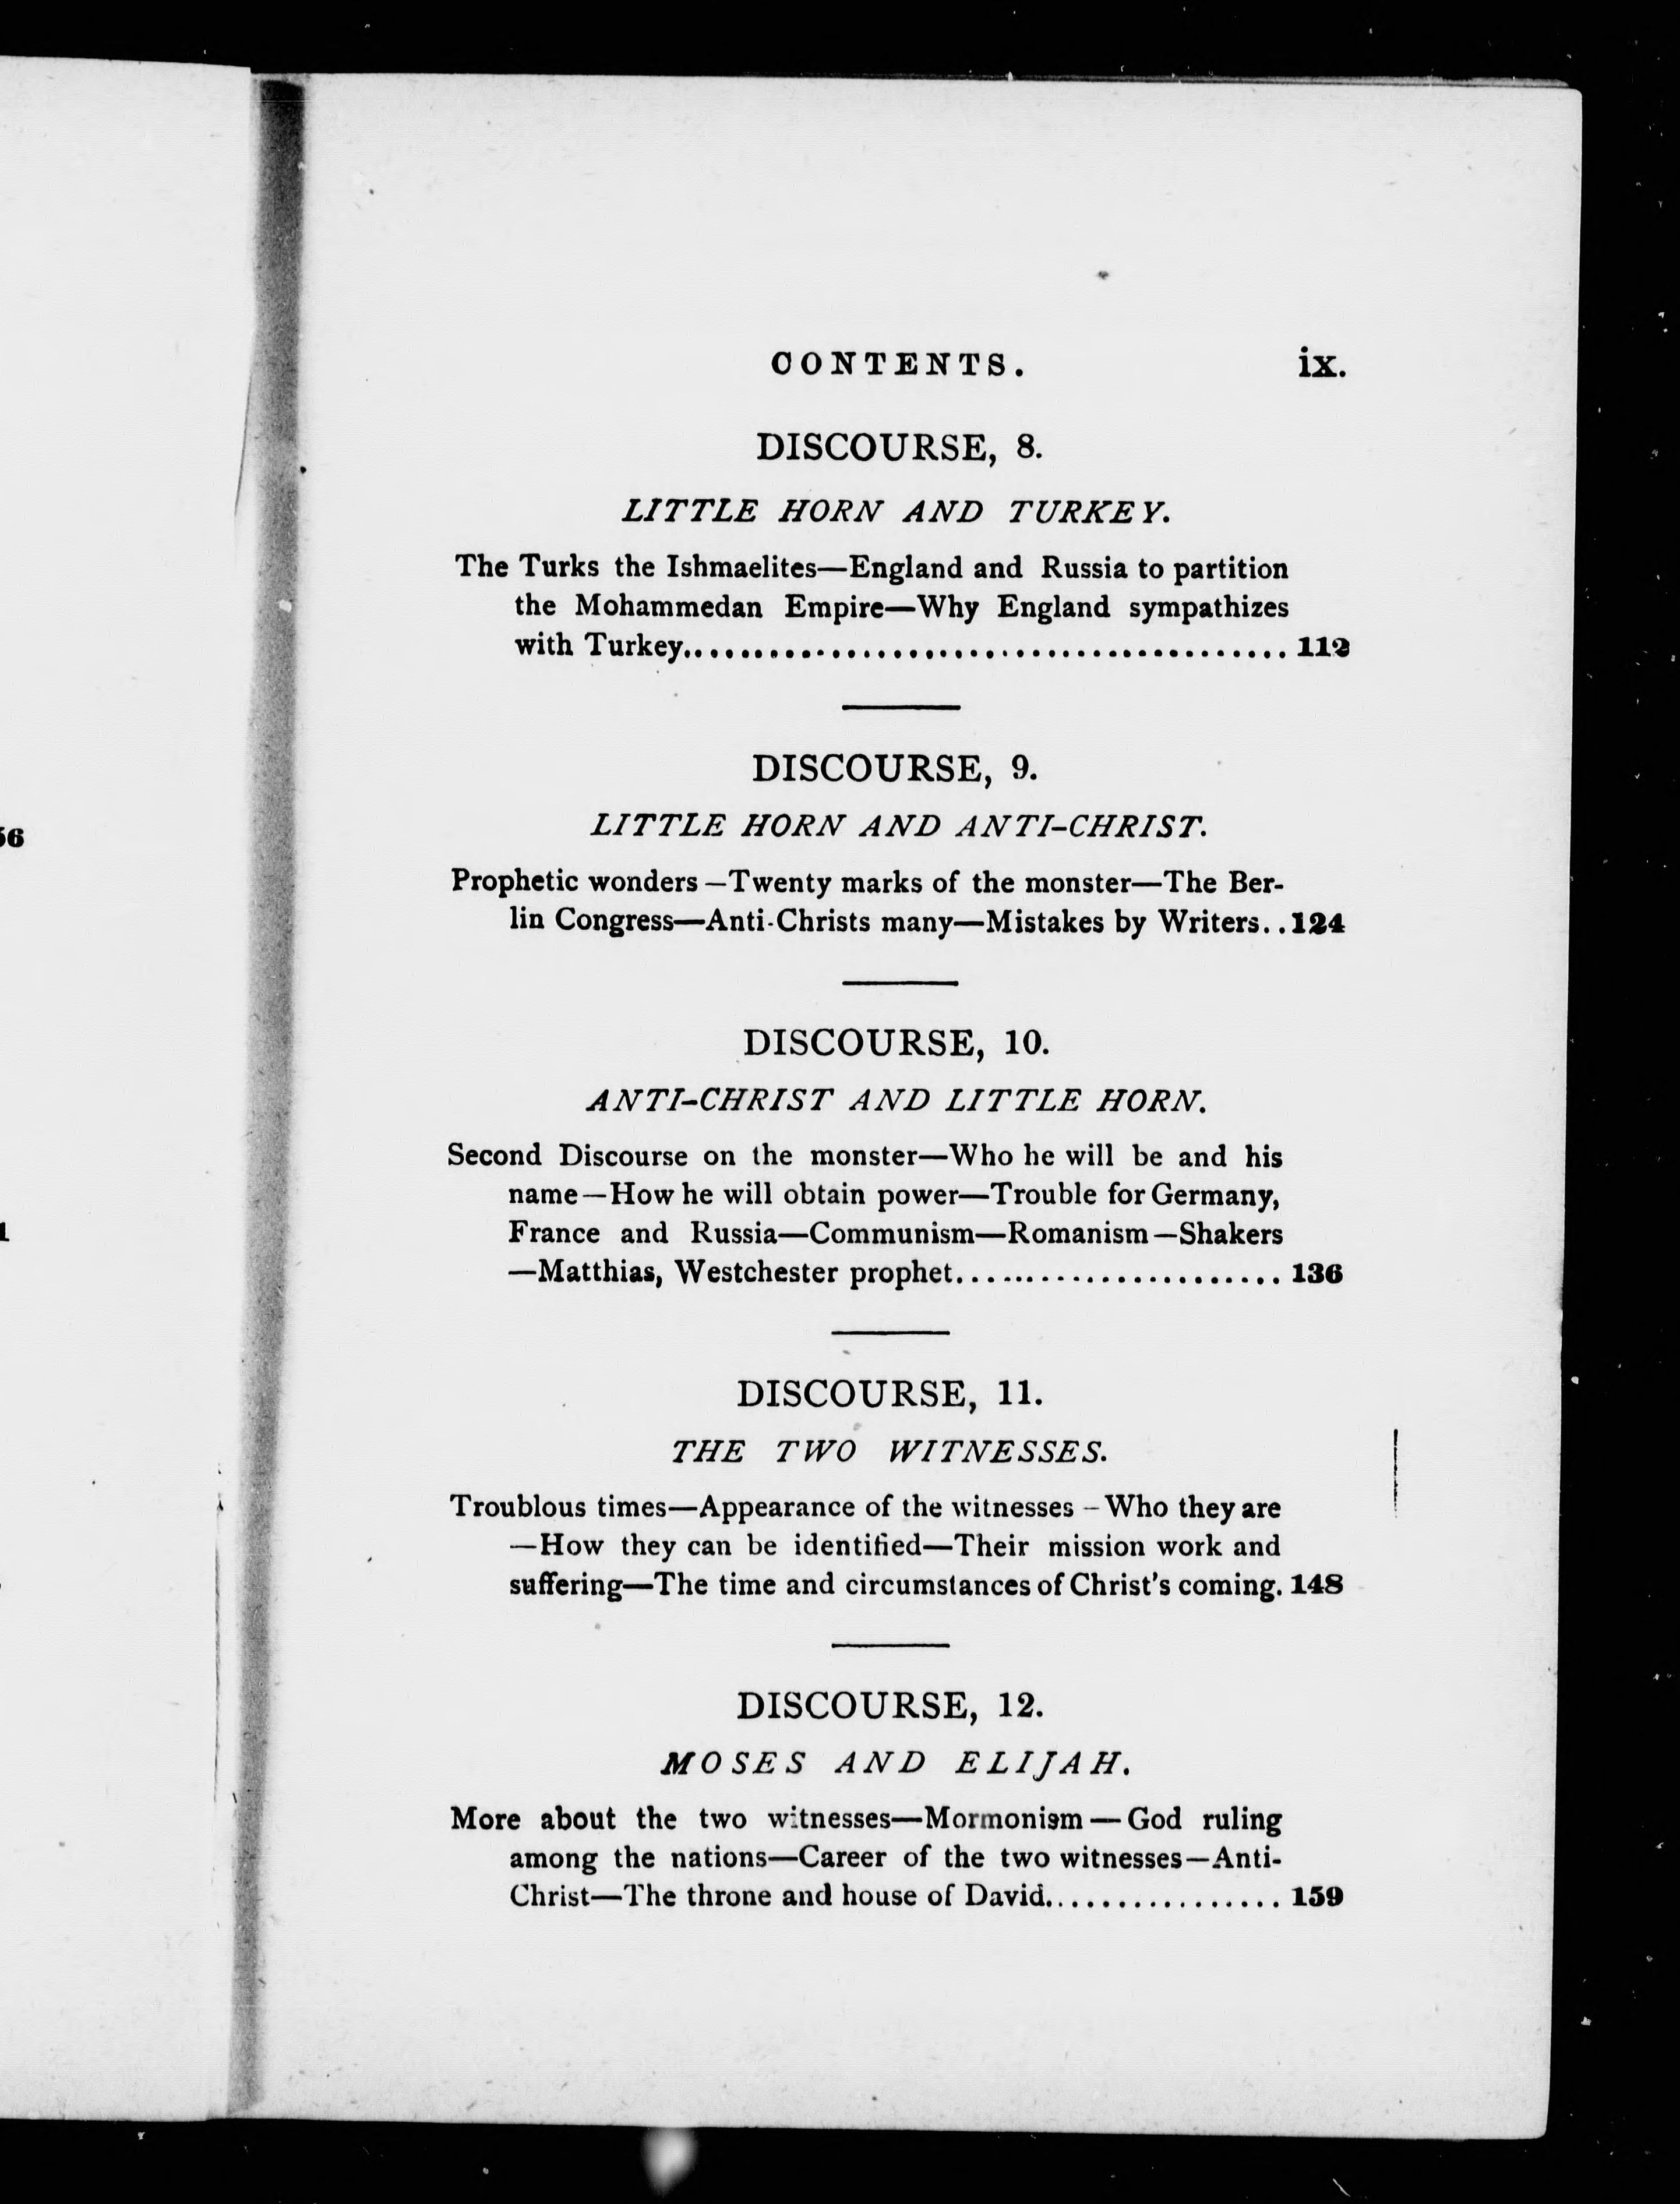 CONTENTS. ix.
DISCOURSE, 8.
LITTLE HORN AND TURKEY.
The Turks the Ishmaelites—England and Russia to partition
the Mohammedan Empire—Why England sympathizes
with Turkey........................................ 112
DISCOURSE, 9.
LITTLE HORN AND ANTI-CHRIST.
Prophetic wonders—Twenty marks of the monster—The Ber-
lin Congress—Anti-Christs many—Mistakes by Writers..124
DISCOURSE, 10.
ANTI-CHRIST AND LITTLE HORN.
Second Discourse on the monster—Who he will be and his
name—How he will obtain power—Trouble for Germany,
France and Russia—Communism—Romanism—Shakers
—Matthias, Westchester prophet...................... 136
DISCOURSE, 11.
THE TWO WITNESSES.
Troublous times—Appearance of the witnesses—Who they are
—How they can be identified—Their mission work and
suffering—The time and circumstances of Christ's coming. 148
DISCOURSE, 12.
MOSES AND ELIJAH.
More about the two witnesses—Mormonism—God ruling
among the nations—Career of the two witnesses—Anti-
Christ—The throne and house of David................ 159